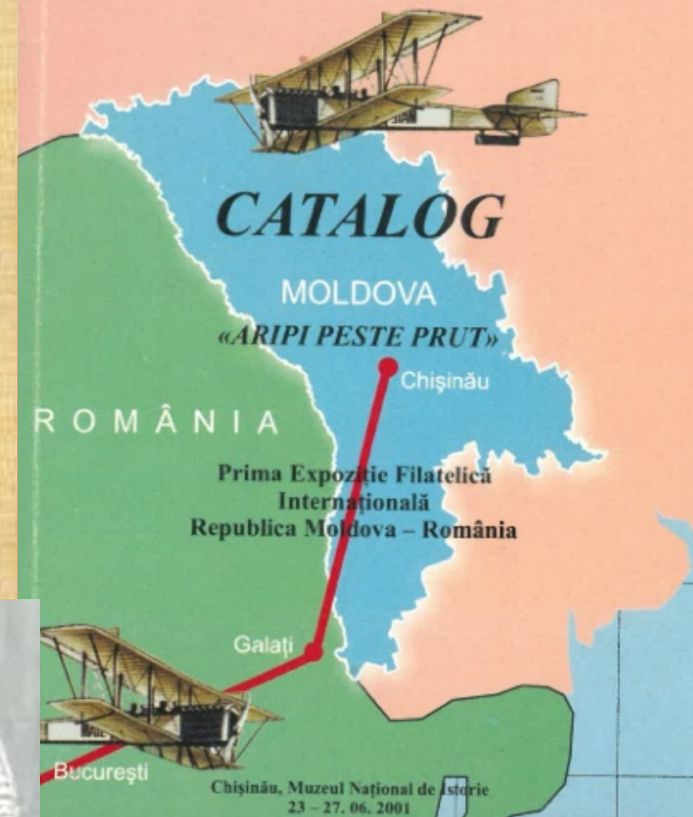 CATALOG
MOLDOVA
«ARIPI PESTE PRUT»
Chişinău
ROMÂNIA
Prima Expoziţie Filatelică
Internaţională
Republica Moldova – România
Galaţi
Bucureşti
Chişinău, Muzeul Naţional de Istorie
23 – 27. 06. 2001